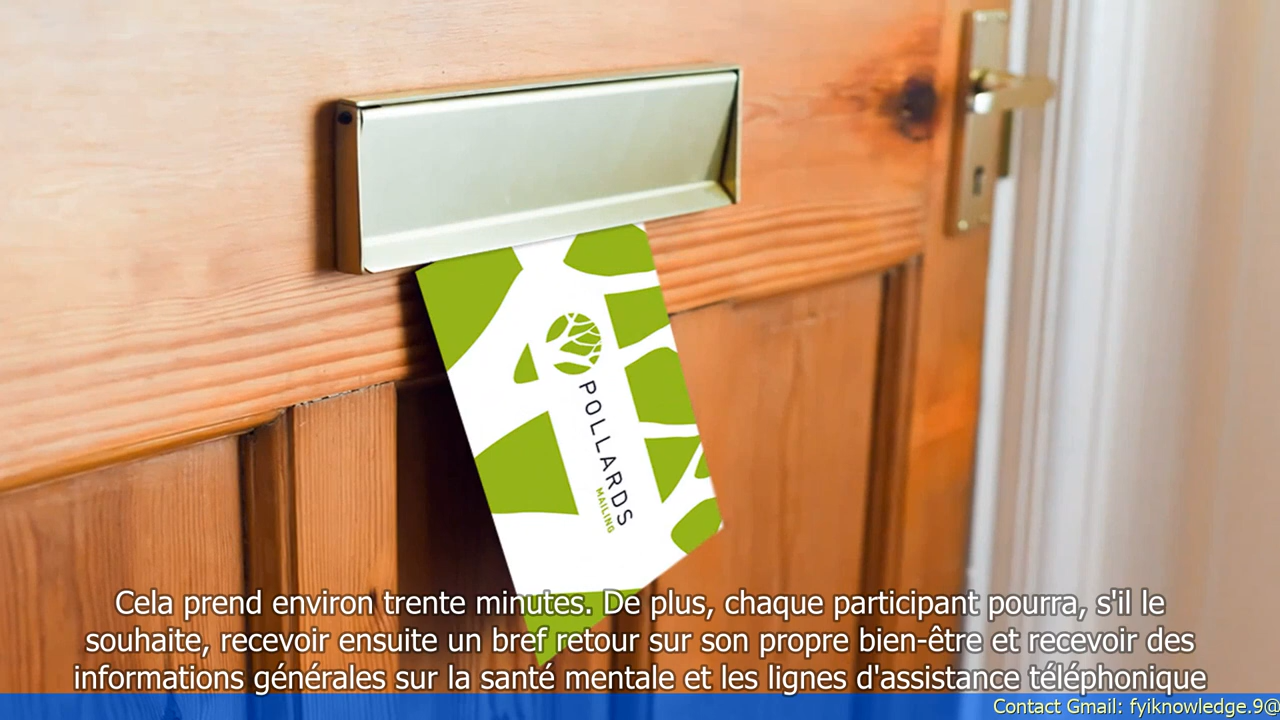 POLLARDS
MAILING
Cela prend environ trente minutes. De plus, chaque participant pourra, s'il le
souhaite, recevoir ensuite un bref retour sur son propre bien-être et recevoir des
informations générales sur la santé mentale et les lignes d'assistance téléphonique
Contact Gmail: fyiknowledge.9@